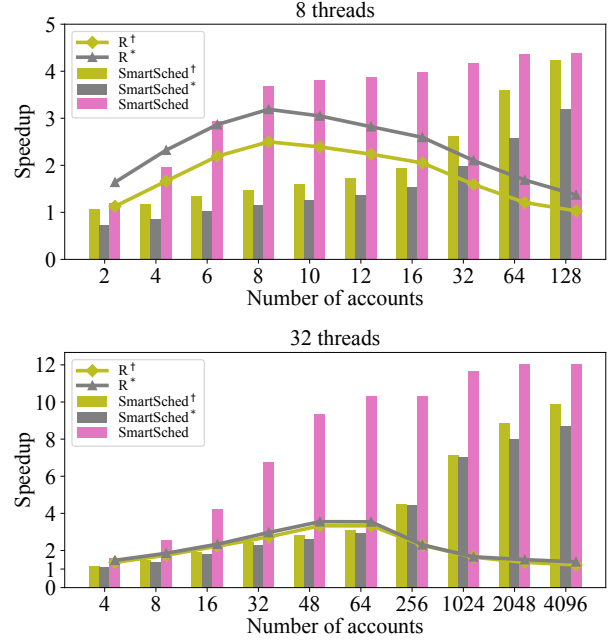 8 threads
5
4
3
2
1
0
Speedup
R†
R*
SmartSched†
SmartSched*
SmartSched
2 4 6 8 10 12 16 32 64 128
Number of accounts
32 threads
12
10
8
6
4
2
1
0
Speedup
R†
R*
SmartSched†
SmartSched*
SmartSched
4 8 16 32 48 64 256 1024 2048 4096
Number of accounts